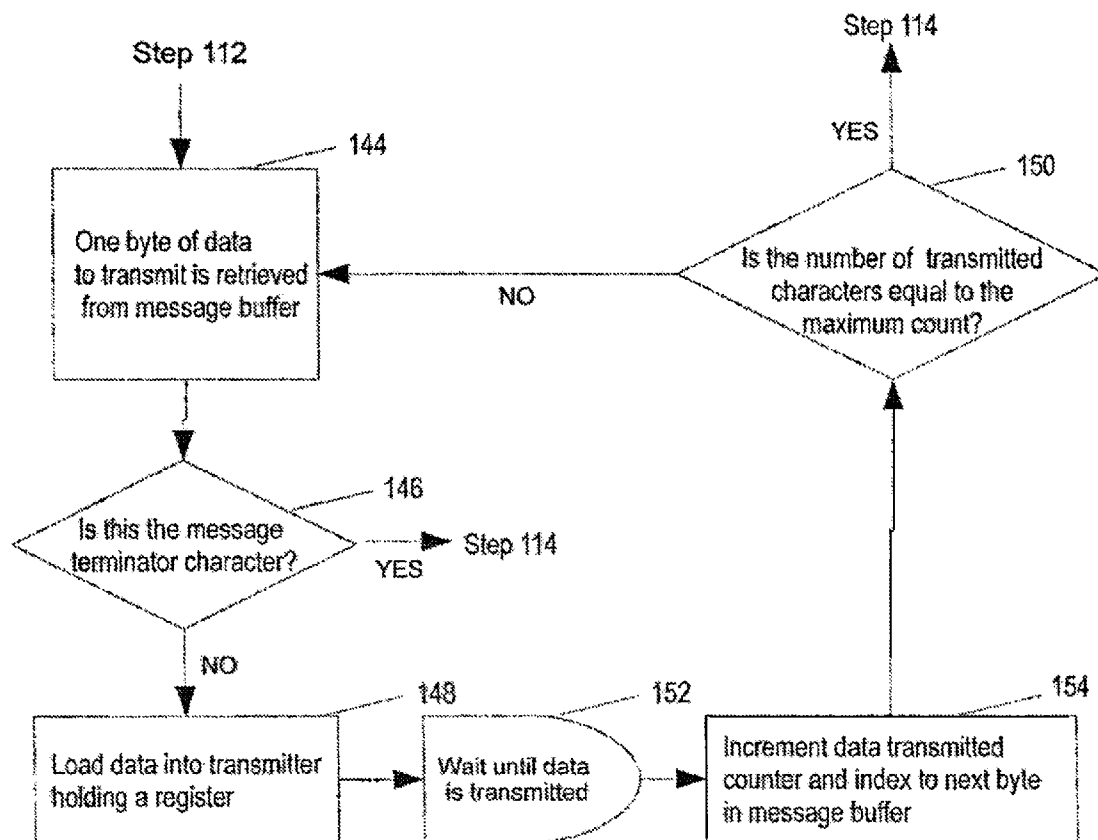 Step 112
144
One byte of data
to transmit is retrieved
from message buffer
146
Is this the message
terminator character?
YES
Step 114
NO
148
Load data into transmitter
holding a register
152
Wait until data
is transmitted
154
Increment data transmitted
counter and index to next byte
in message buffer
150
Is the number of transmitted
characters equal to the
maximum count?
NO
YES
Step 114